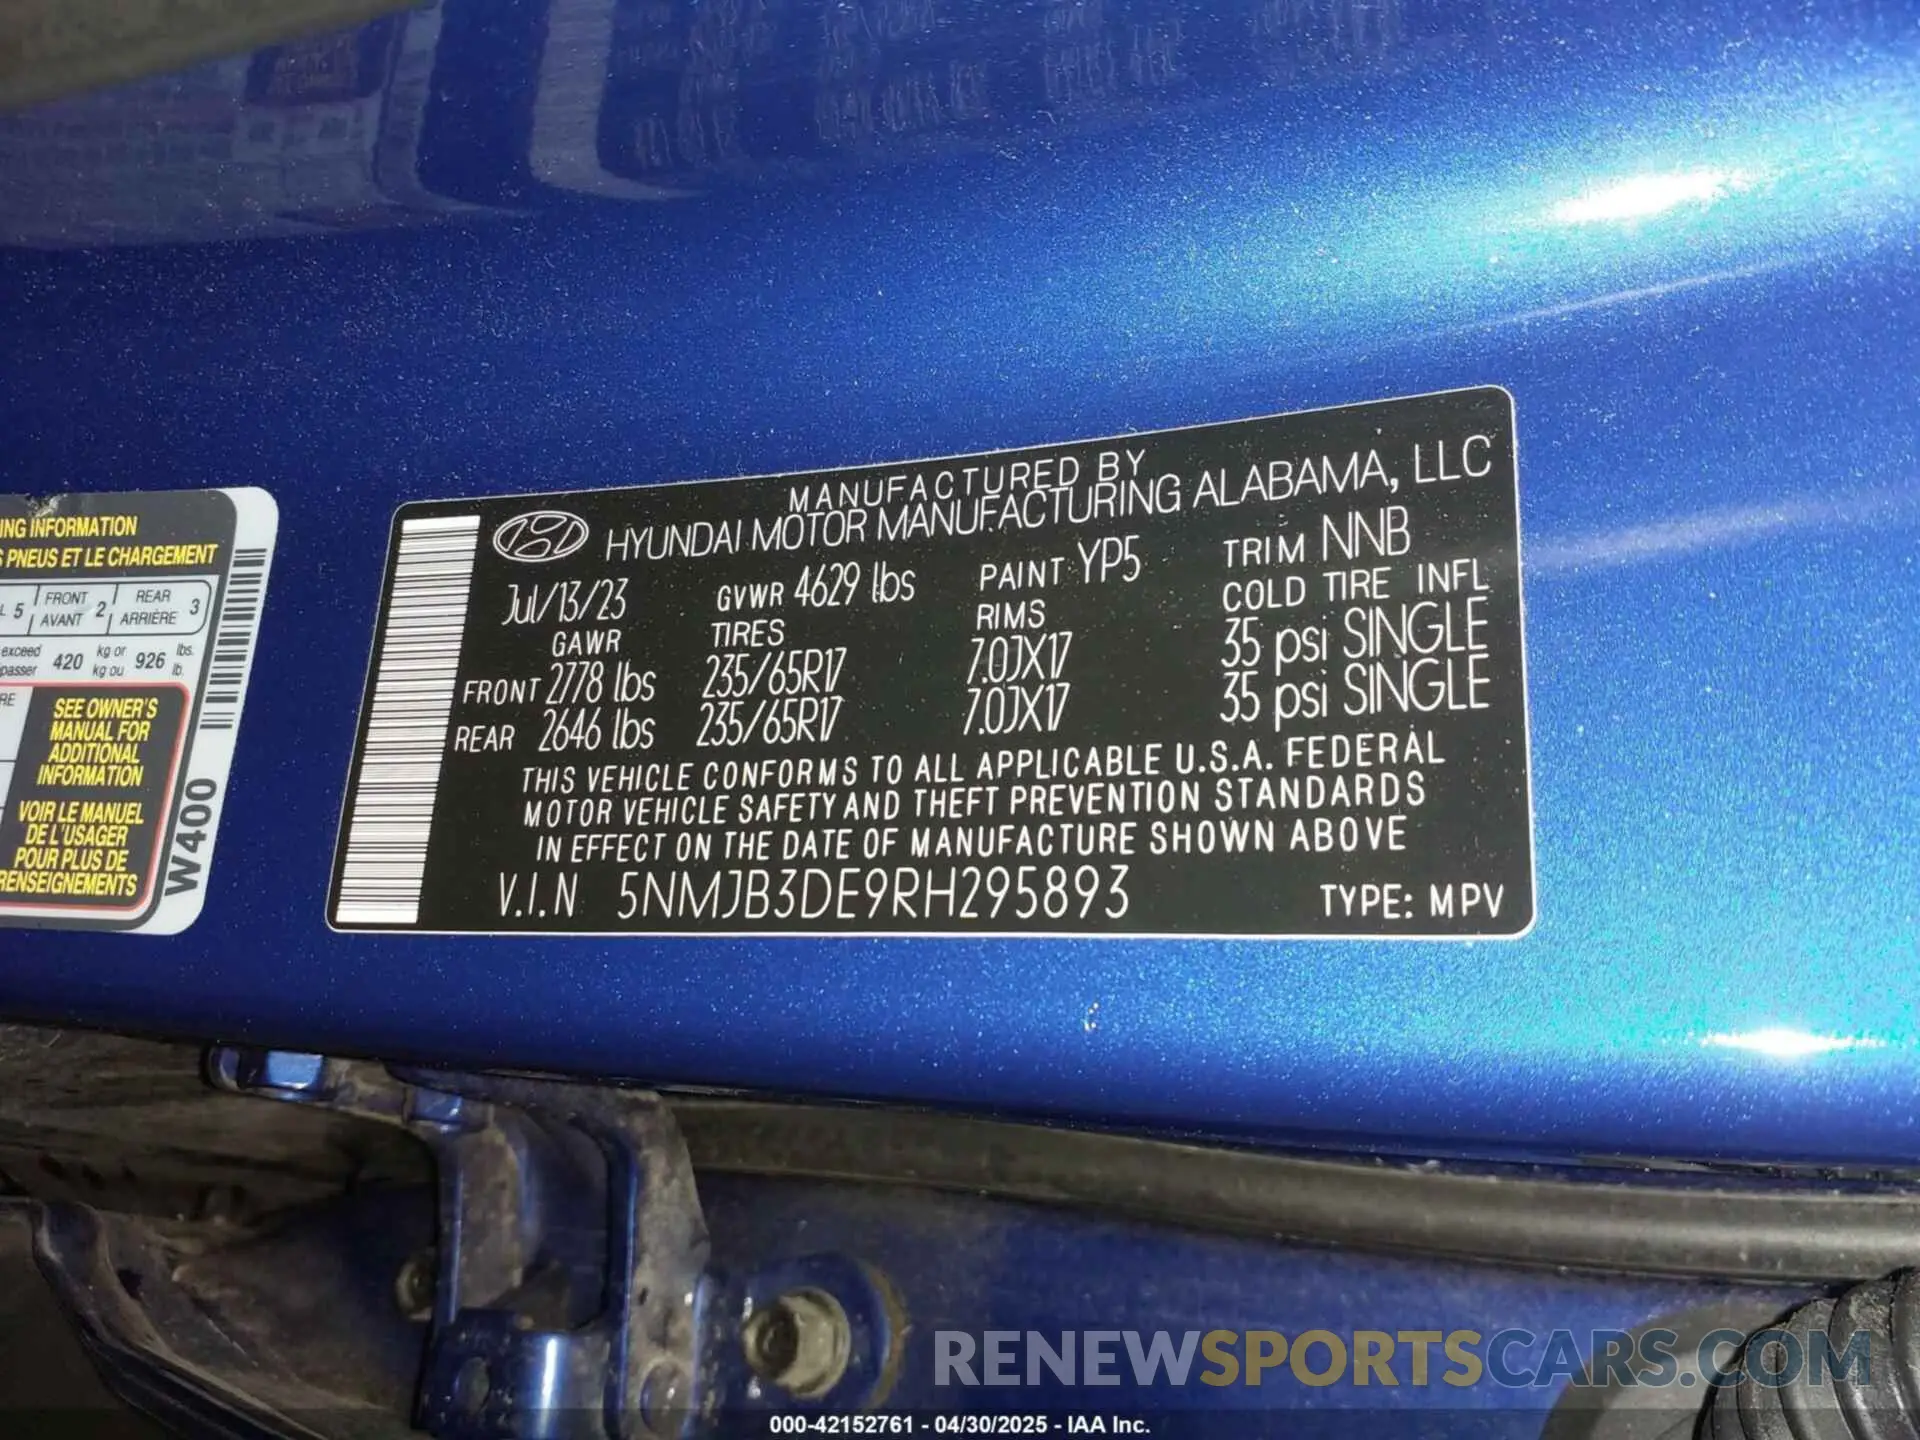 ING INFORMATION
S PNEUS ET LE CHARGEMENT
L 5 FRONT AVANT 2 REAR ARRIÈRE 3
exceed 420 kg or 926 lbs.
passer kg ou lb.
RE
SEE OWNER'S
MANUAL FOR
ADDITIONAL
INFORMATION
VOIR LE MANUEL
DE L'USAGER
POUR PLUS DE
RENSEIGNEMENTS
W400
MANUFACTURED BY
HYUNDAI MOTOR MANUFACTURING ALABAMA, LLC
Jul/13/23 GVWR 4629 lbs PAINT YP5 TRIM NNB
GAWR TIRES RIMS COLD TIRE INFL
FRONT 2778 lbs 235/65R17 7.0JX17 35 psi SINGLE
REAR 2646 lbs 235/65R17 7.0JX17 35 psi SINGLE
THIS VEHICLE CONFORMS TO ALL APPLICABLE U.S.A. FEDERAL
MOTOR VEHICLE SAFETY AND THEFT PREVENTION STANDARDS
IN EFFECT ON THE DATE OF MANUFACTURE SHOWN ABOVE
V.I.N 5NMJB3DE9RH295893 TYPE: MPV
RENEWSPORTSCARS.COM
000-42152761 - 04/30/2025 - IAA Inc.